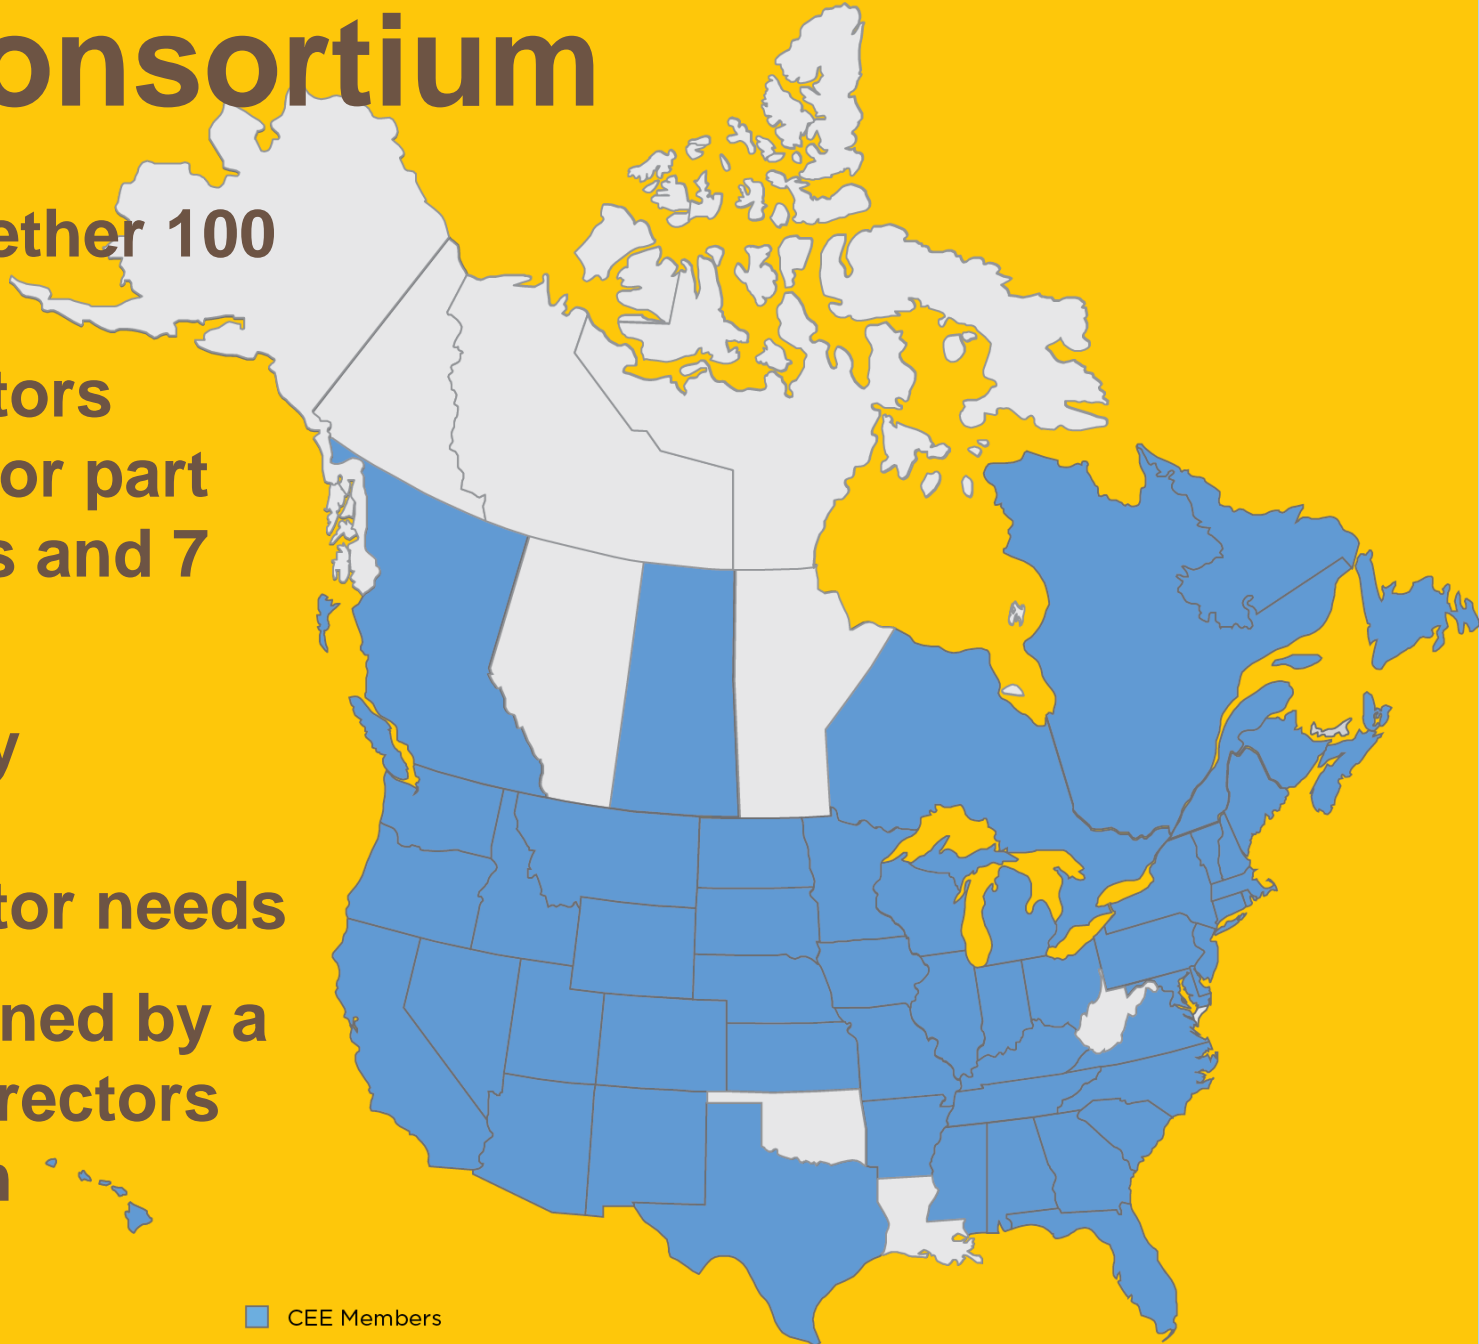 onsortium
ether 100
tors
or part
s and 7
y
tor needs
ned by a
rectors
n
CEE Members